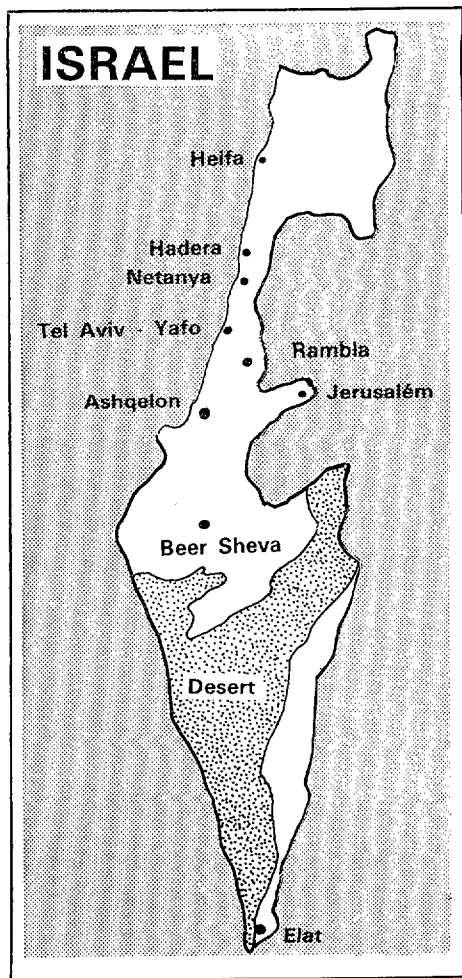 ISRAEL
Heifa
Hadera
Netanya
Tel Aviv - Yafo
Rambla
Jerusalém
Ashqelon
Beer Sheva
Desert
Elat